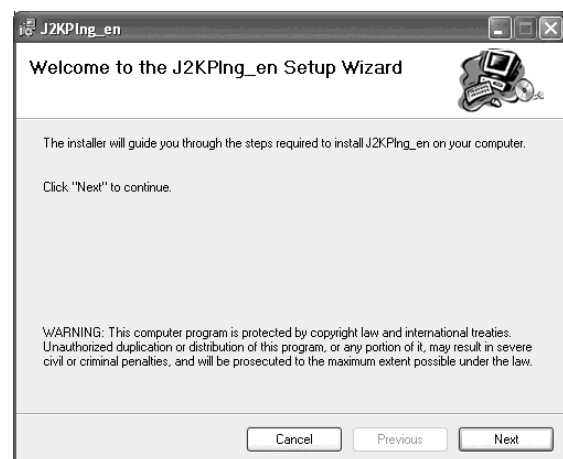 J2KPlng_en
Welcome to the J2KPlng_en Setup Wizard
The installer will guide you through the steps required to install J2KPlng_en on your computer.
Click "Next" to continue.
WARNING: This computer program is protected by copyright law and international treaties.
Unauthorized duplication or distribution of this program, or any portion of it, may result in severe
civil or criminal penalties, and will be prosecuted to the maximum extent possible under the law.
Cancel
Previous
Next